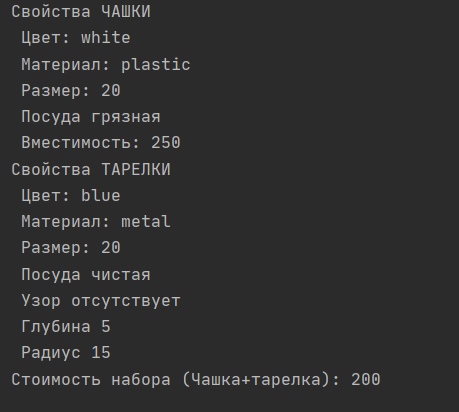 Свойства ЧАШКИ
Цвет: white
Материал: plastic
Размер: 20
Посуда грязная
Вместимость: 250
Свойства ТАРЕЛКИ
Цвет: blue
Материал: metal
Размер: 20
Посуда чистая
Узор отсутствует
Глубина 5
Радиус 15
Стоимость набора (Чашка+тарелка): 200